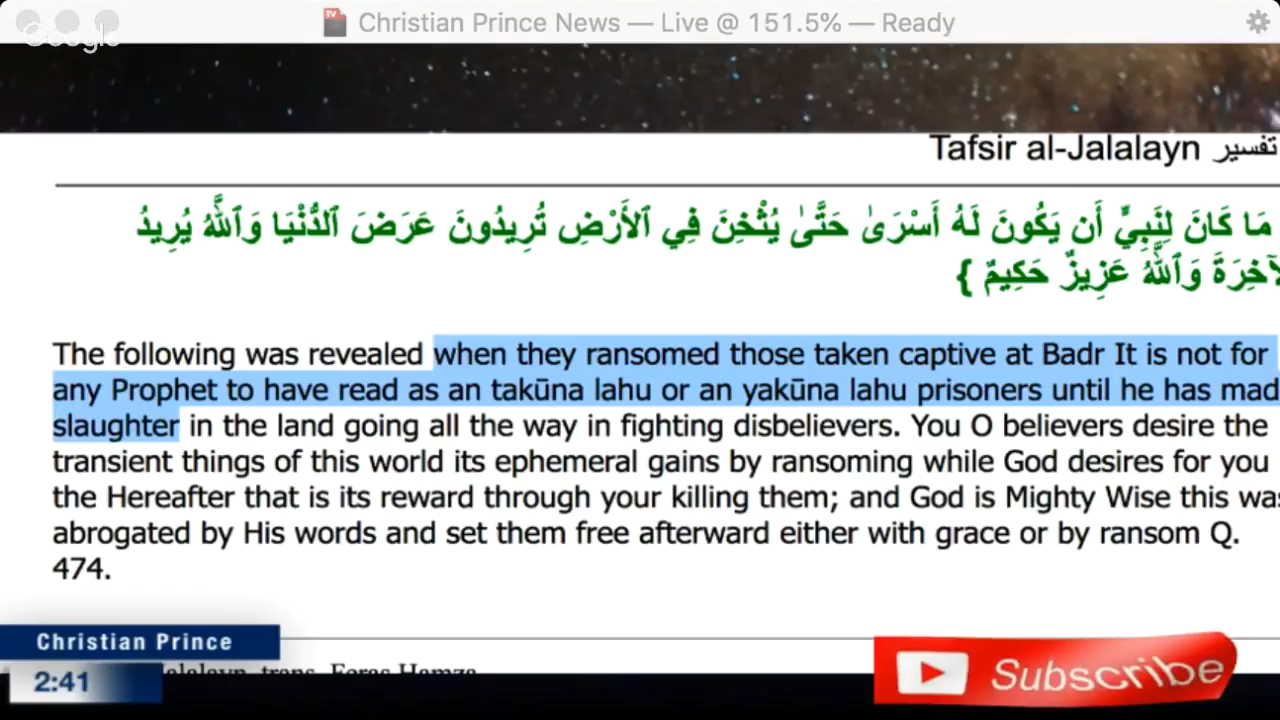 Christian Prince News — Live @ 151.5% — Ready
Google
Tafsir al-Jalalayn تفسير
مَا كَانَ لِنَبِيٍّ أَن يَكُونَ لَهُ أَسْرَىٰ حَتَّىٰ يُثْخِنَ فِي ٱلأَرْضِ تُرِيدُونَ عَرَضَ ٱلدُّنْيَا وَٱللَّهُ يُرِيدُ
وَٱللَّهُ عَزِيزٌ حَكِيمٌ }
The following was revealed when they ransomed those taken captive at Badr It is not for
any Prophet to have read as an takūna lahu or an yakūna lahu prisoners until he has mad
slaughter in the land going all the way in fighting disbelievers. You O believers desire the
transient things of this world its ephemeral gains by ransoming while God desires for you
the Hereafter that is its reward through your killing them; and God is Mighty Wise this was
abrogated by His words and set them free afterward either with grace or by ransom Q.
474.
Christian Prince
2:41
Subscribe